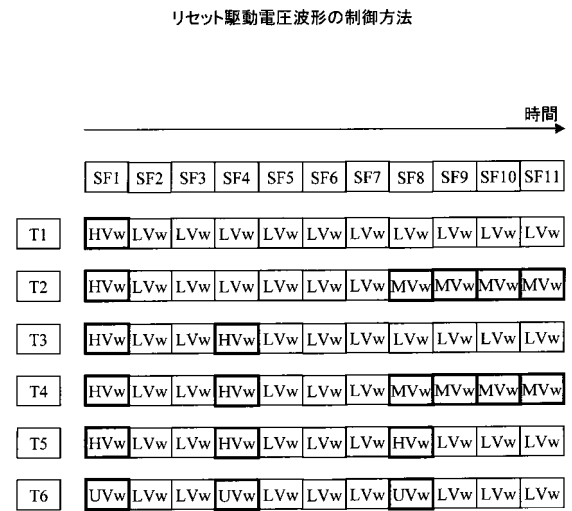 リセット駆動電圧波形の制御方法
時間
SF1 SF2 SF3 SF4 SF5 SF6 SF7 SF8 SF9 SF10 SF11
T1 HVw LVw LVw LVw LVw LVw LVw LVw LVw LVw LVw
T2 HVw LVw LVw LVw LVw LVw LVw MVw MVw MVw MVw
T3 HVw LVw LVw HVw LVw LVw LVw LVw LVw LVw LVw
T4 HVw LVw LVw HVw LVw LVw LVw MVw MVw MVw MVw
T5 HVw LVw LVw HVw LVw LVw LVw HVw LVw LVw LVw
T6 UVw LVw LVw UVw LVw LVw LVw UVw LVw LVw LVw